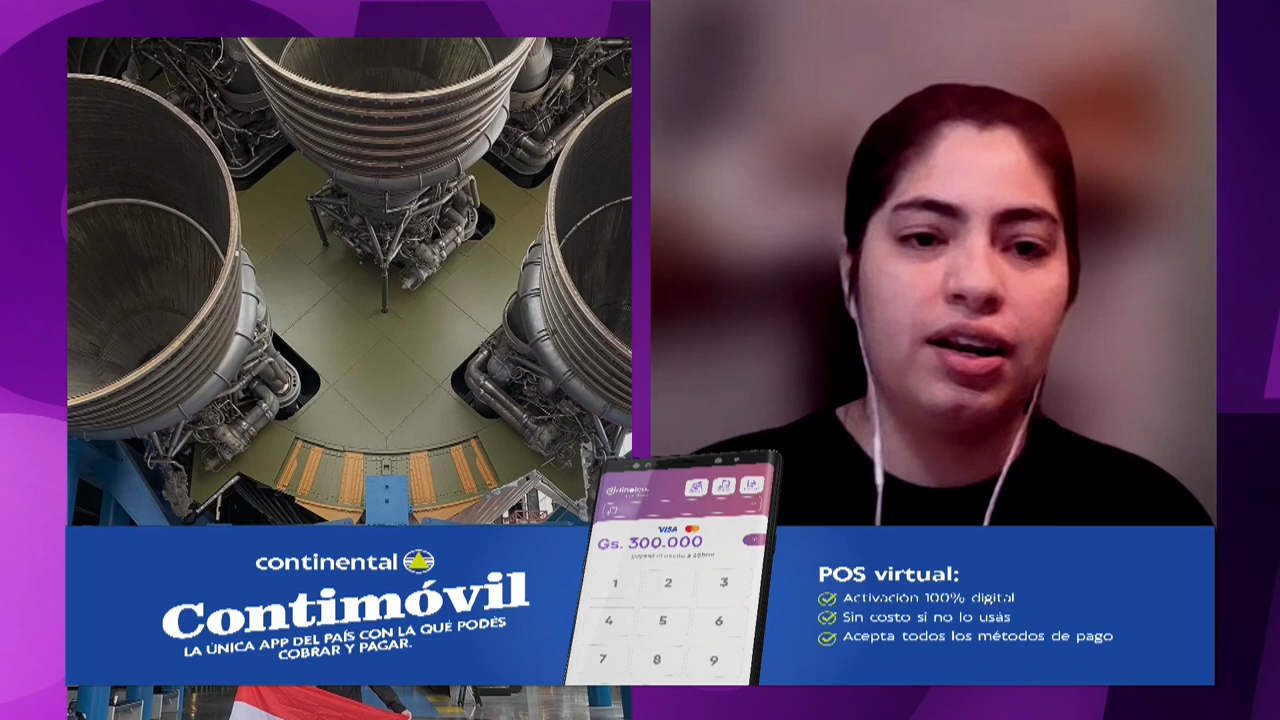 continental
Contimóvil
LA ÚNICA APP DEL PAÍS CON LA QUE PODÉS
COBRAR Y PAGAR.
VISA
Gs. 300.000
1 2 3
4 5 6
7 8 9
POS virtual:
Activación 100% digital
Sin costo si no lo usás
Acepta todos los métodos de pago